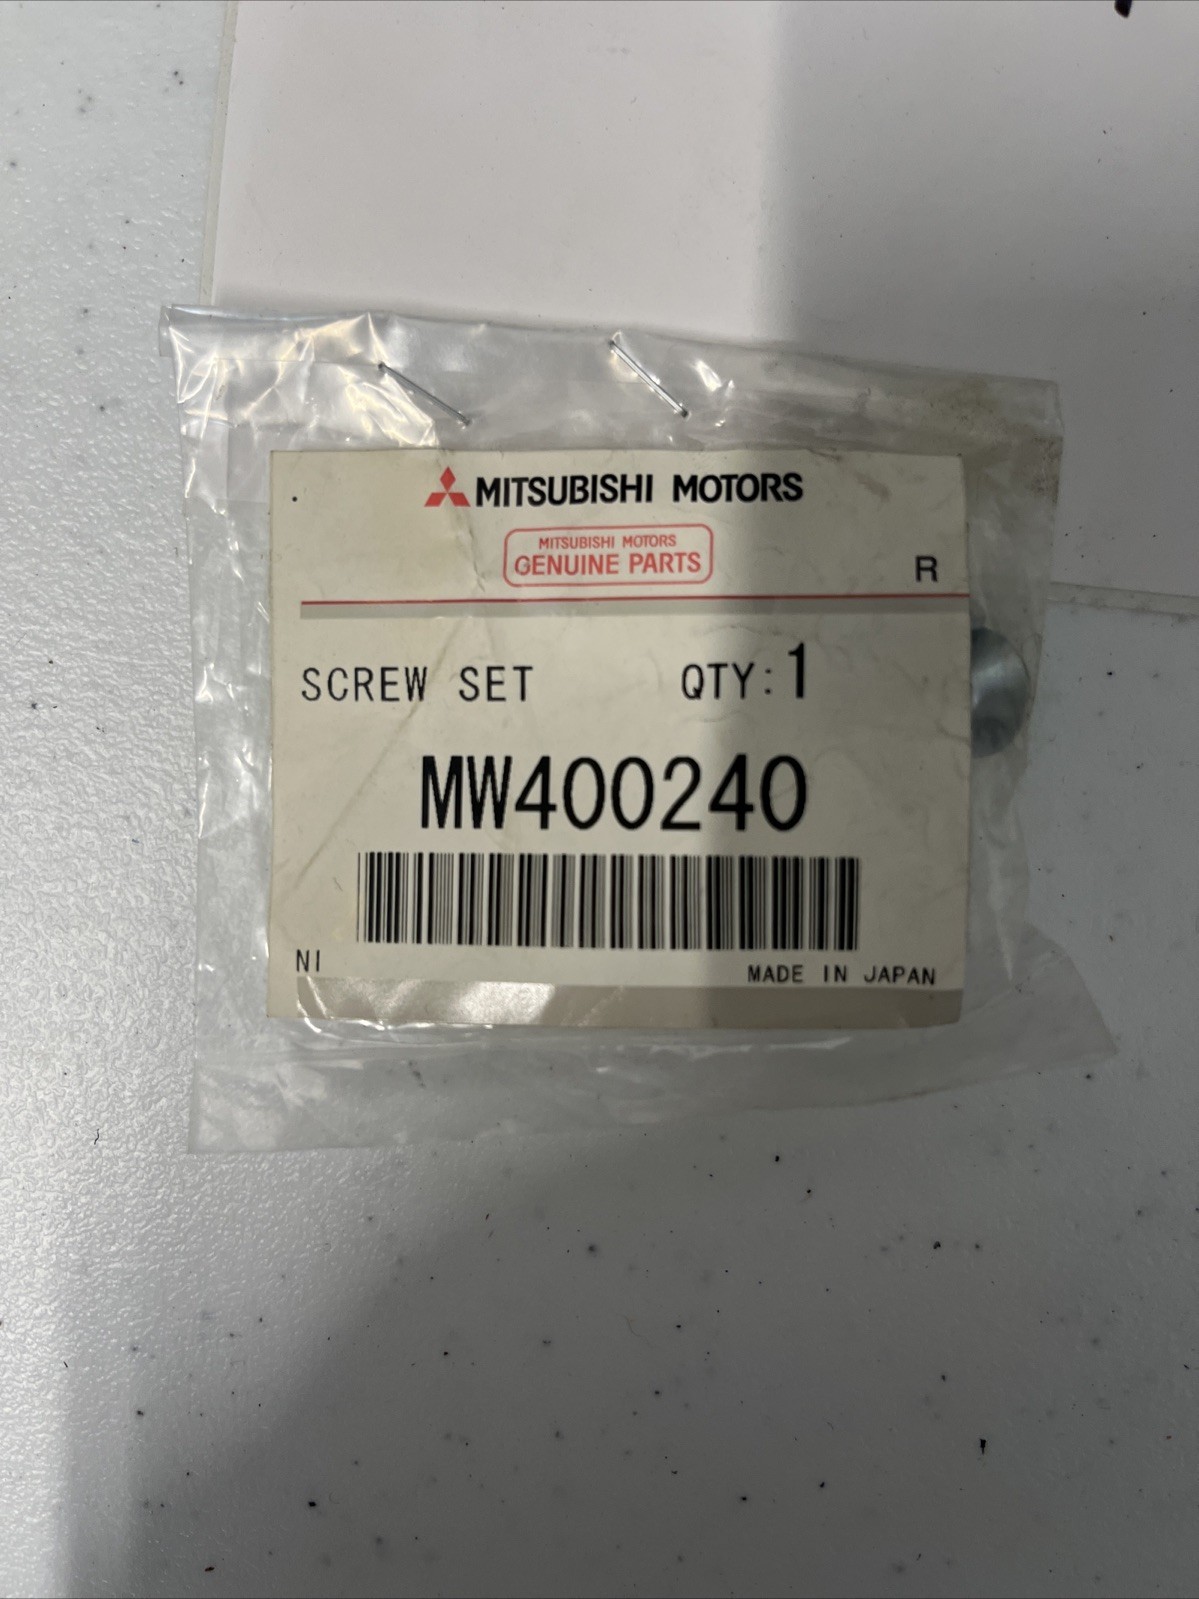 MITSUBISHI MOTORS
MITSUBISHI MOTORS
GENUINE PARTS
R
SCREW SET QTY:1
MW400240
NI
MADE IN JAPAN